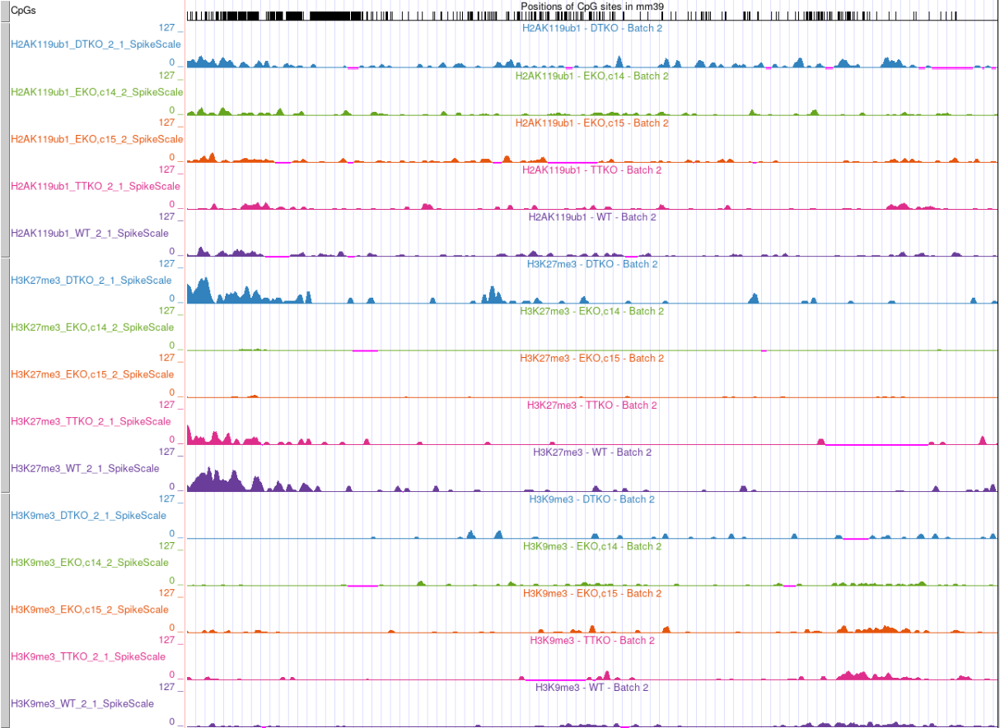 CpGs
Positions of CpG sites in mm39
127 _
H2AK119ub1 - DTKO - Batch 2
H2AK119ub1_DTKO_2_1_SpikeScale
0 _
127 _
H2AK119ub1 - EKO,c14 - Batch 2
H2AK119ub1_EKO,c14_2_SpikeScale
0 _
127 _
H2AK119ub1 - EKO,c15 - Batch 2
H2AK119ub1_EKO,c15_2_SpikeScale
0 _
127 _
H2AK119ub1 - TTKO - Batch 2
H2AK119ub1_TTKO_2_1_SpikeScale
0 _
127 _
H2AK119ub1 - WT - Batch 2
H2AK119ub1_WT_2_1_SpikeScale
0 _
127 _
H3K27me3 - DTKO - Batch 2
H3K27me3_DTKO_2_1_SpikeScale
0 _
127 _
H3K27me3 - EKO,c14 - Batch 2
H3K27me3_EKO,c14_2_SpikeScale
0 _
127 _
H3K27me3 - EKO,c15 - Batch 2
H3K27me3_EKO,c15_2_SpikeScale
0 _
127 _
H3K27me3 - TTKO - Batch 2
H3K27me3_TTKO_2_1_SpikeScale
0 _
127 _
H3K27me3 - WT - Batch 2
H3K27me3_WT_2_1_SpikeScale
0 _
127 _
H3K9me3 - DTKO - Batch 2
H3K9me3_DTKO_2_1_SpikeScale
0 _
127 _
H3K9me3 - EKO,c14 - Batch 2
H3K9me3_EKO,c14_2_SpikeScale
0 _
127 _
H3K9me3 - EKO,c15 - Batch 2
H3K9me3_EKO,c15_2_SpikeScale
0 _
127 _
H3K9me3 - TTKO - Batch 2
H3K9me3_TTKO_2_1_SpikeScale
0 _
127 _
H3K9me3 - WT - Batch 2
H3K9me3_WT_2_1_SpikeScale
0 _